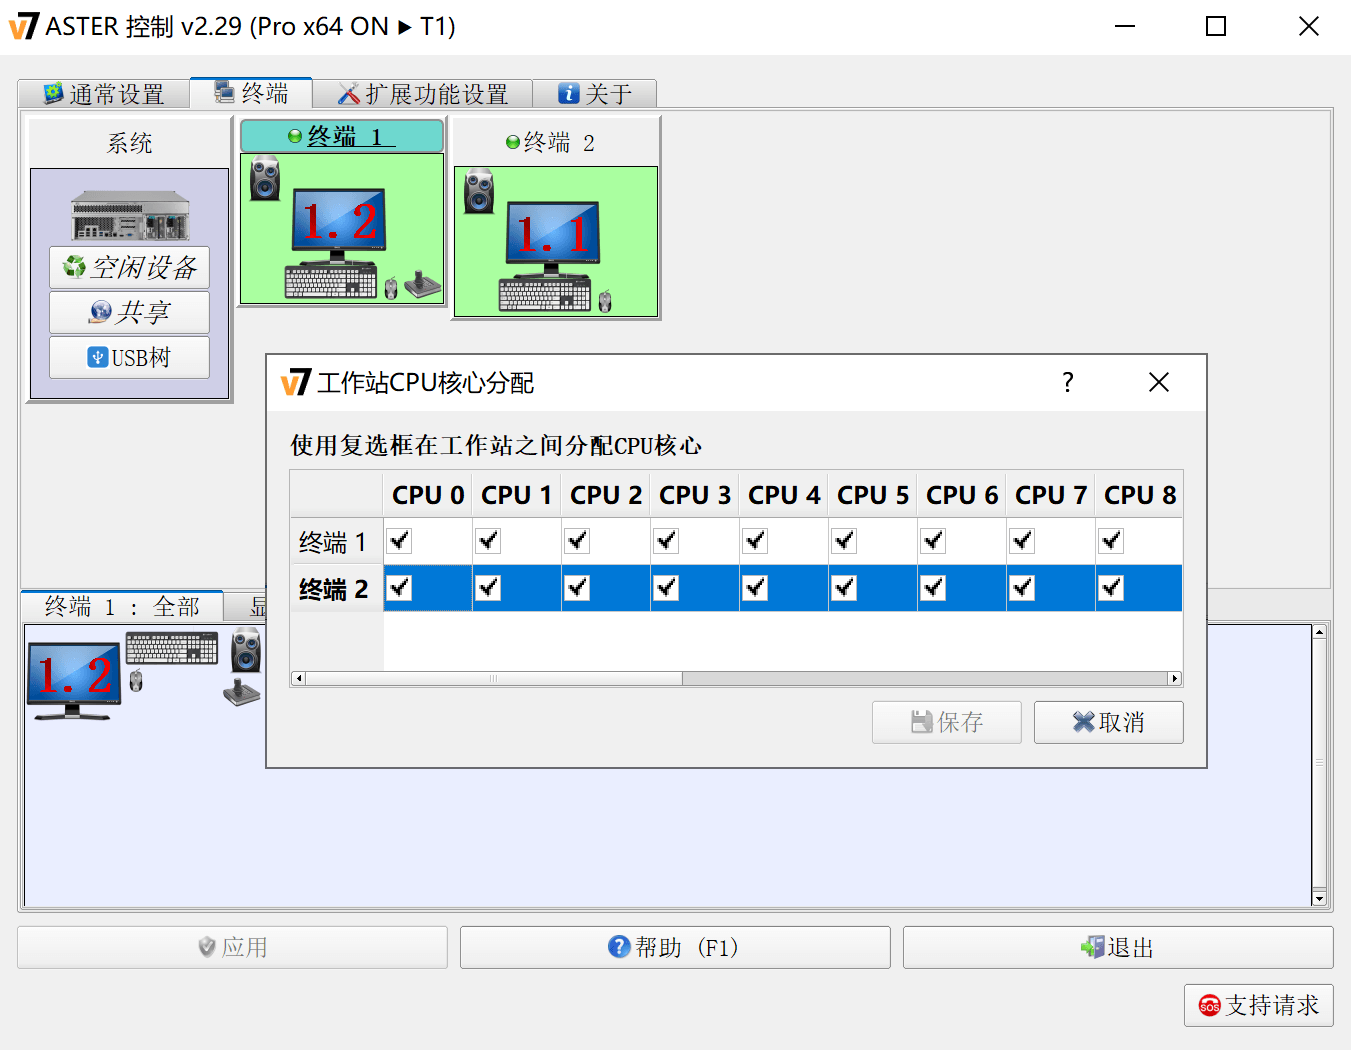 V7 ASTER 控制 v2.29 (Pro x64 ON ▸ T1)
通常设置 终端 扩展功能设置 关于
系统 终端 1 终端 2
1.2 1.1
空闲设备
共享
USB树
V7 工作站CPU核心分配 ?
使用复选框在工作站之间分配CPU核心
CPU 0 CPU 1 CPU 2 CPU 3 CPU 4 CPU 5 CPU 6 CPU 7 CPU 8
终端 1
终端 2
保存 取消
终端 1 : 全部 显
1.2
应用 帮助 (F1) 退出
SOS 支持请求